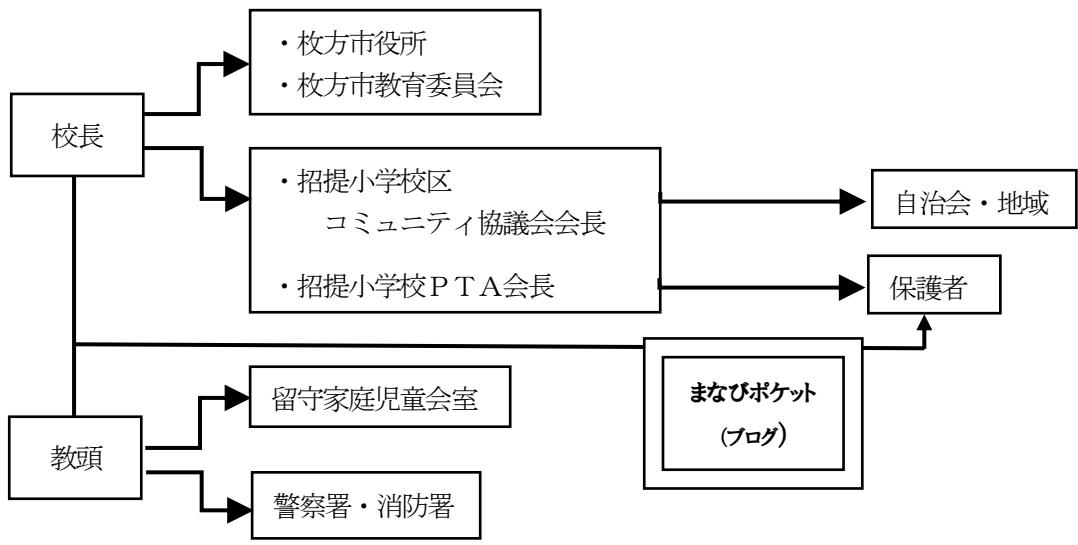 ・枚方市役所
・枚方市教育委員会
校長
・招提小学校区
コミュニティ協議会会長
・招提小学校ＰＴＡ会長
自治会・地域
保護者
まなびポケット
(ブログ)
留守家庭児童会室
教頭
警察署・消防署